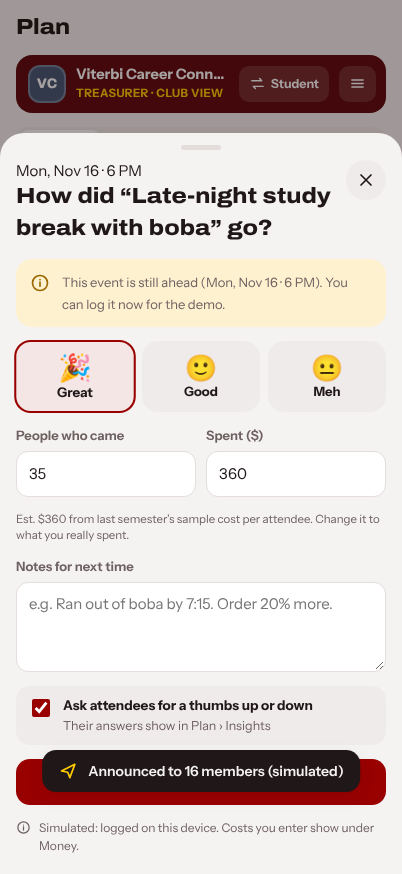 Plan
VC
Viterbi Career Conn...
TREASURER · CLUB VIEW
Student
Mon, Nov 16 · 6 PM
How did “Late-night study
break with boba” go?
This event is still ahead (Mon, Nov 16 · 6 PM). You
can log it now for the demo.
Great
Good
Meh
People who came
Spent ($)
35
360
Est. $360 from last semester's sample cost per attendee. Change it to
what you really spent.
Notes for next time
e.g. Ran out of boba by 7:15. Order 20% more.
Ask attendees for a thumbs up or down
Their answers show in Plan › Insights
Announced to 16 members (simulated)
Simulated: logged on this device. Costs you enter show under
Money.